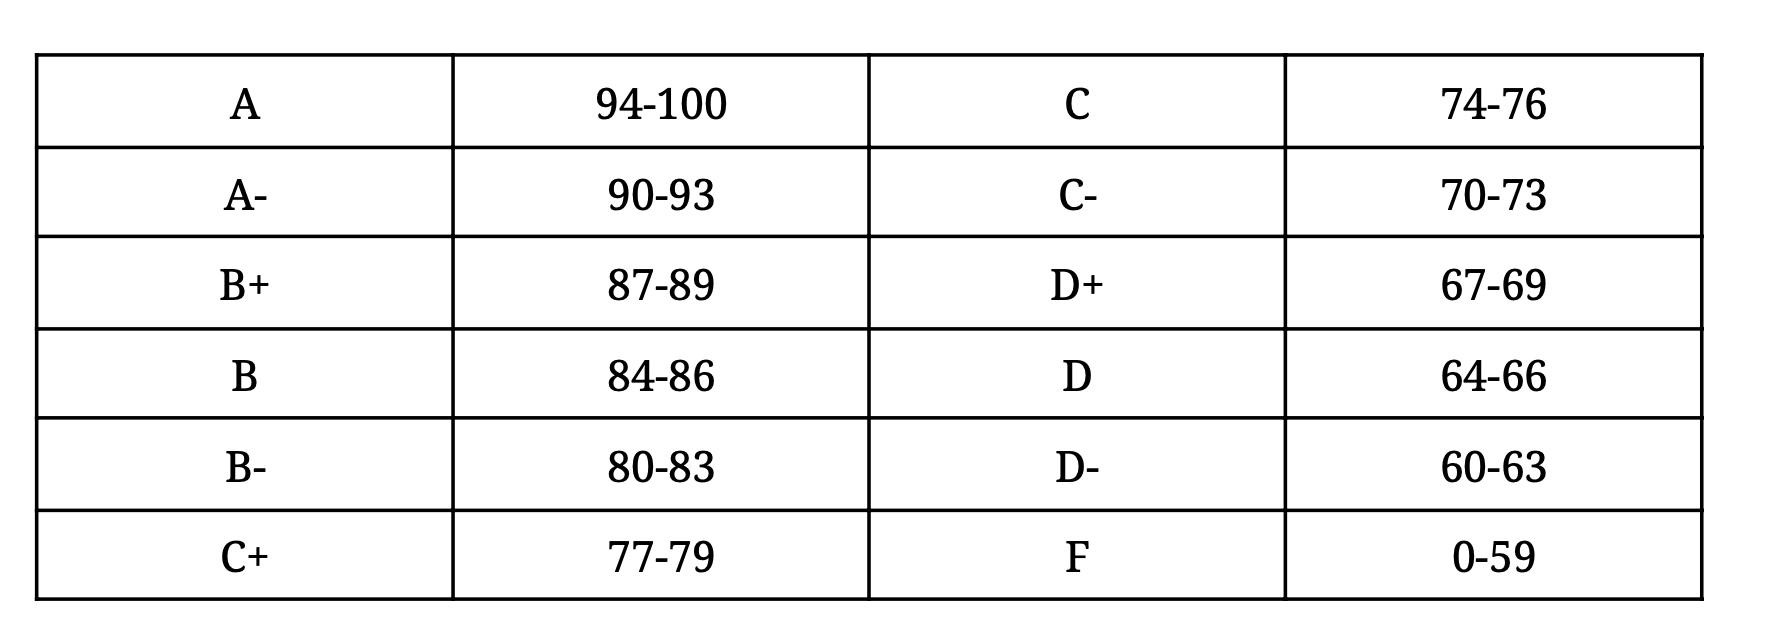 A 94-100 C 74-76
A- 90-93 C- 70-73
B+ 87-89 D+ 67-69
B 84-86 D 64-66
B- 80-83 D- 60-63
C+ 77-79 F 0-59